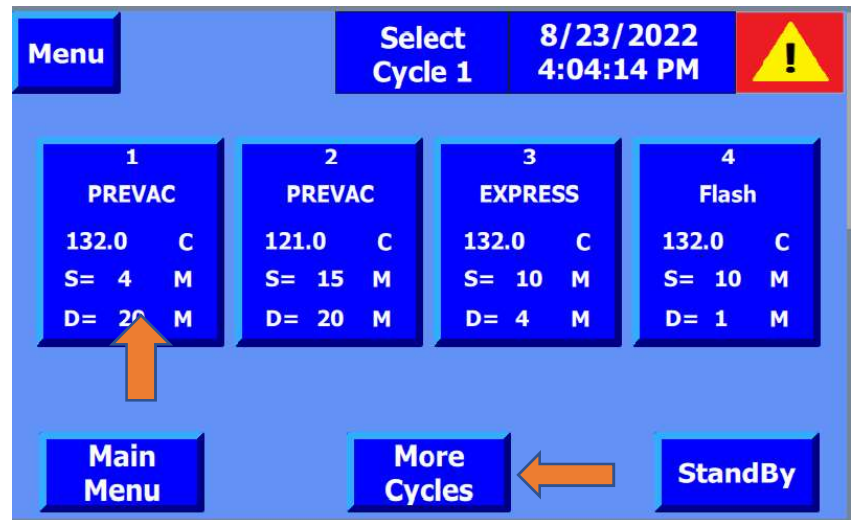 Menu
Select
Cycle 1
8/23/2022
4:04:14 PM
!
1
PREVAC
132.0 C
S= 4 M
D= 20 M
2
PREVAC
121.0 C
S= 15 M
D= 20 M
3
EXPRESS
132.0 C
S= 10 M
D= 4 M
4
Flash
132.0 C
S= 10 M
D= 1 M
Main
Menu
More
Cycles
StandBy